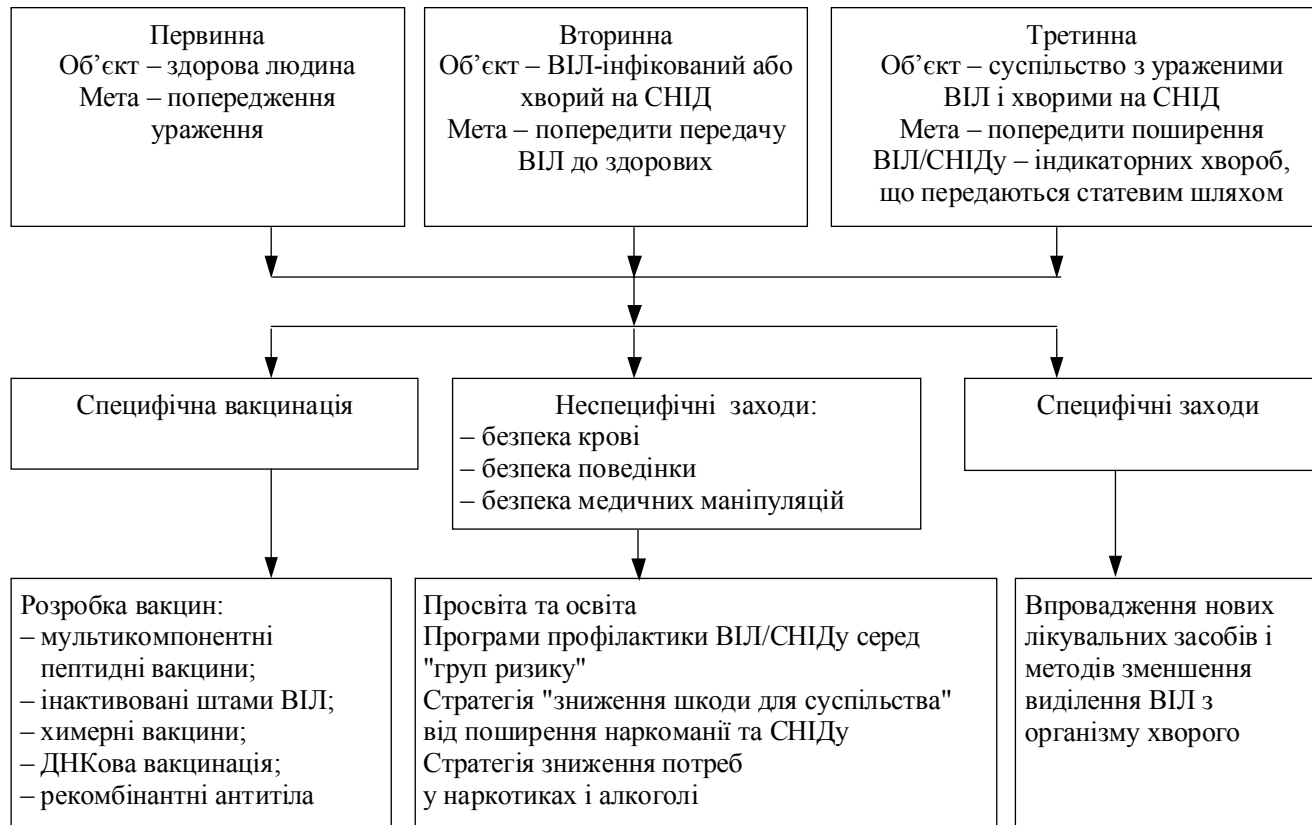 Первинна
Об’єкт – здорова людина
Мета – попередження
ураження
Вторинна
Об’єкт – ВІЛ-інфікований або
хворий на СНІД
Мета – попередити передачу
ВІЛ до здорових
Третинна
Об’єкт – суспільство з ураженими
ВІЛ і хворими на СНІД
Мета – попередити поширення
ВІЛ/СНІДу – індикаторних хвороб,
що передаються статевим шляхом
Специфічна вакцинація
Неспецифічні заходи:
– безпека крові
– безпека поведінки
– безпека медичних маніпуляцій
Специфічні заходи
Розробка вакцин:
– мультикомпонентні
пептидні вакцини;
– інактивовані штами ВІЛ;
– химерні вакцини;
– ДНКова вакцинація;
– рекомбінантні антитіла
Просвіта та освіта
Програми профілактики ВІЛ/СНІДу серед
"груп ризику"
Стратегія "зниження шкоди для суспільства"
від поширення наркоманії та СНІДу
Стратегія зниження потреб
у наркотиках і алкоголі
Впровадження нових
лікувальних засобів і
методів зменшення
виділення ВІЛ з
організму хворого